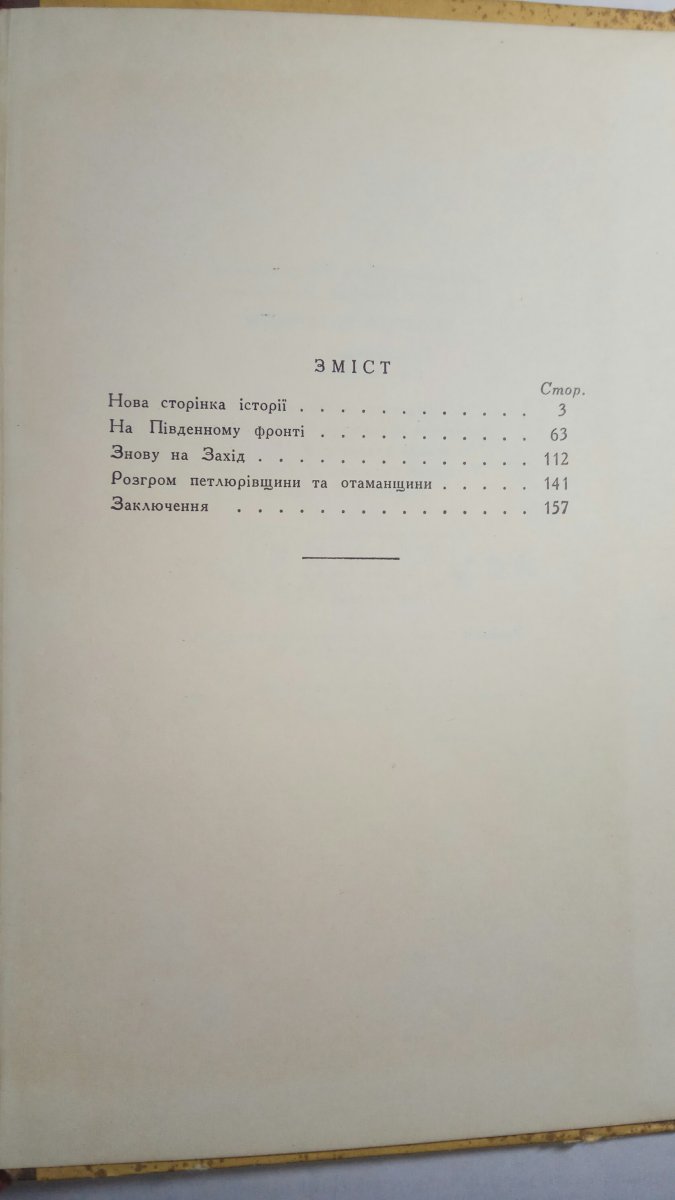 ЗМІСТ
Стор.
Нова сторінка історії . . . . . . . . . . . . 3
На Південному фронті . . . . . . . . . . . 63
Знову на Захід . . . . . . . . . . . . . . 112
Розгром петлюрівщини та отаманщини . . . . . 141
Заключення . . . . . . . . . . . . . . . 157